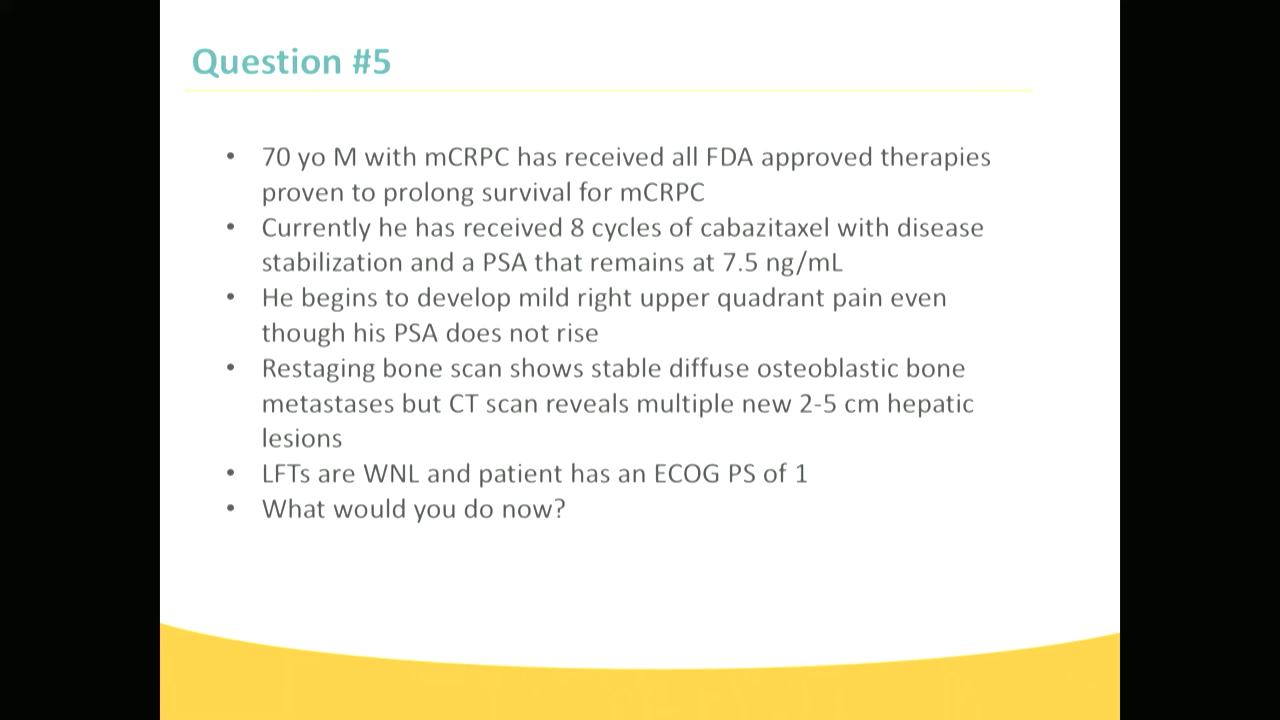 Question #5
• 70 yo M with mCRPC has received all FDA approved therapies
proven to prolong survival for mCRPC
• Currently he has received 8 cycles of cabazitaxel with disease
stabilization and a PSA that remains at 7.5 ng/mL
• He begins to develop mild right upper quadrant pain even
though his PSA does not rise
• Restaging bone scan shows stable diffuse osteoblastic bone
metastases but CT scan reveals multiple new 2-5 cm hepatic
lesions
• LFTs are WNL and patient has an ECOG PS of 1
• What would you do now?